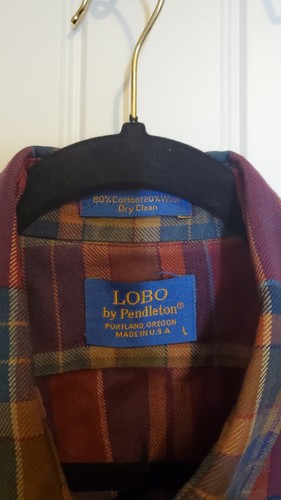 80% Cotton 20% Wool
Dry Clean
LOBO
by Pendleton®
PORTLAND, OREGON
MADE IN U.S.A. L